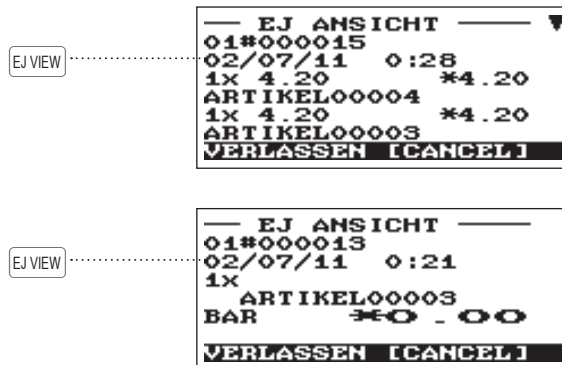 — EJ ANSICHT — ▼
01#000015
EJ VIEW
02/07/11 0:28
1x 4.20 *4.20
ARTIKEL00004
1x 4.20 *4.20
ARTIKEL00003
VERLASSEN [CANCEL]
— EJ ANSICHT —
01#000013
EJ VIEW
02/07/11 0:21
1x
ARTIKEL00003
BAR *0.00
VERLASSEN [CANCEL]